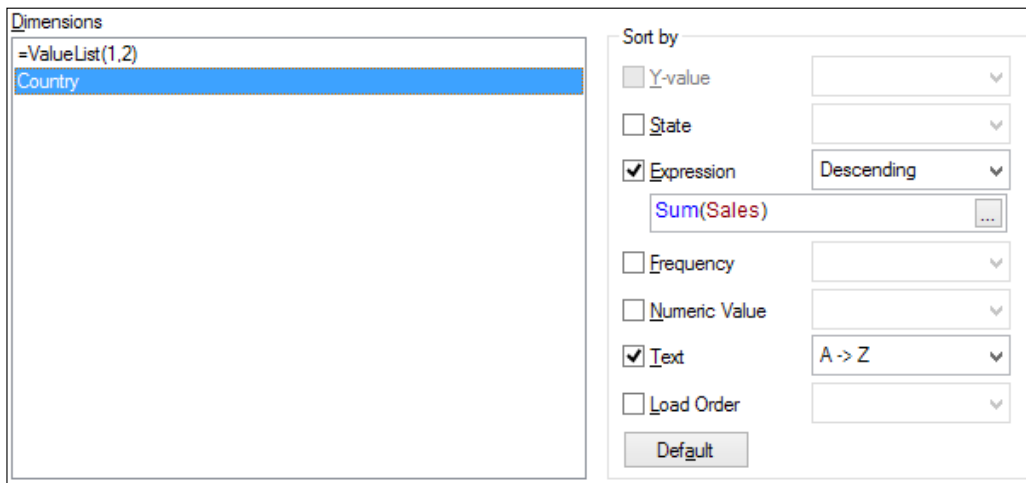 Dimensions
=ValueList(1,2)
Country
Sort by
Y-value
State
Expression Descending
Sum(Sales)
...
Frequency
Numeric Value
Text A -> Z
Load Order
Default